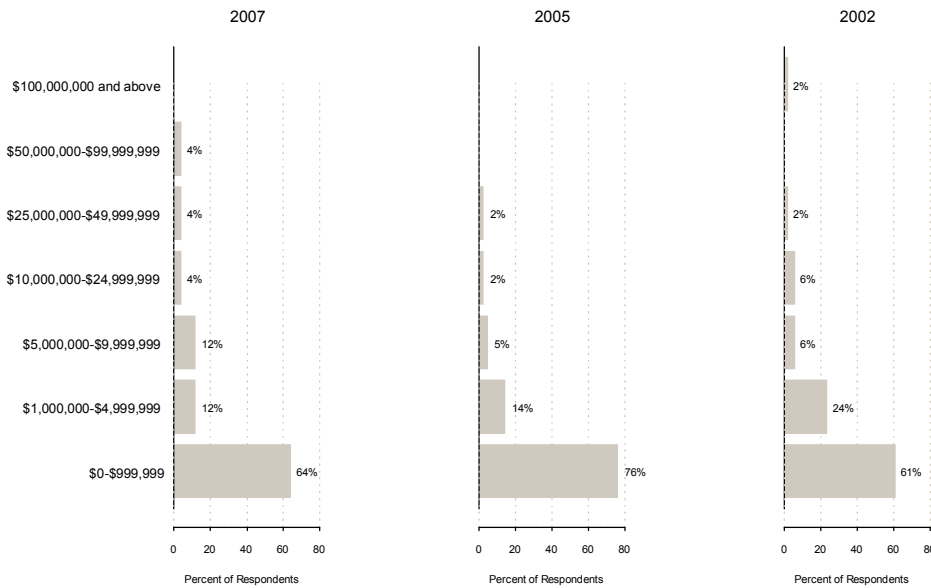 2007 2005 2002
$100,000,000 and above 2%
$50,000,000-$99,999,999 4%
$25,000,000-$49,999,999 4% 2% 2%
$10,000,000-$24,999,999 4% 2% 6%
$5,000,000-$9,999,999 12% 5% 6%
$1,000,000-$4,999,999 12% 14% 24%
$0-$999,999 64% 76% 61%
0 20 40 60 80 0 20 40 60 80 0 20 40 60 80
Percent of Respondents Percent of Respondents Percent of Respondents